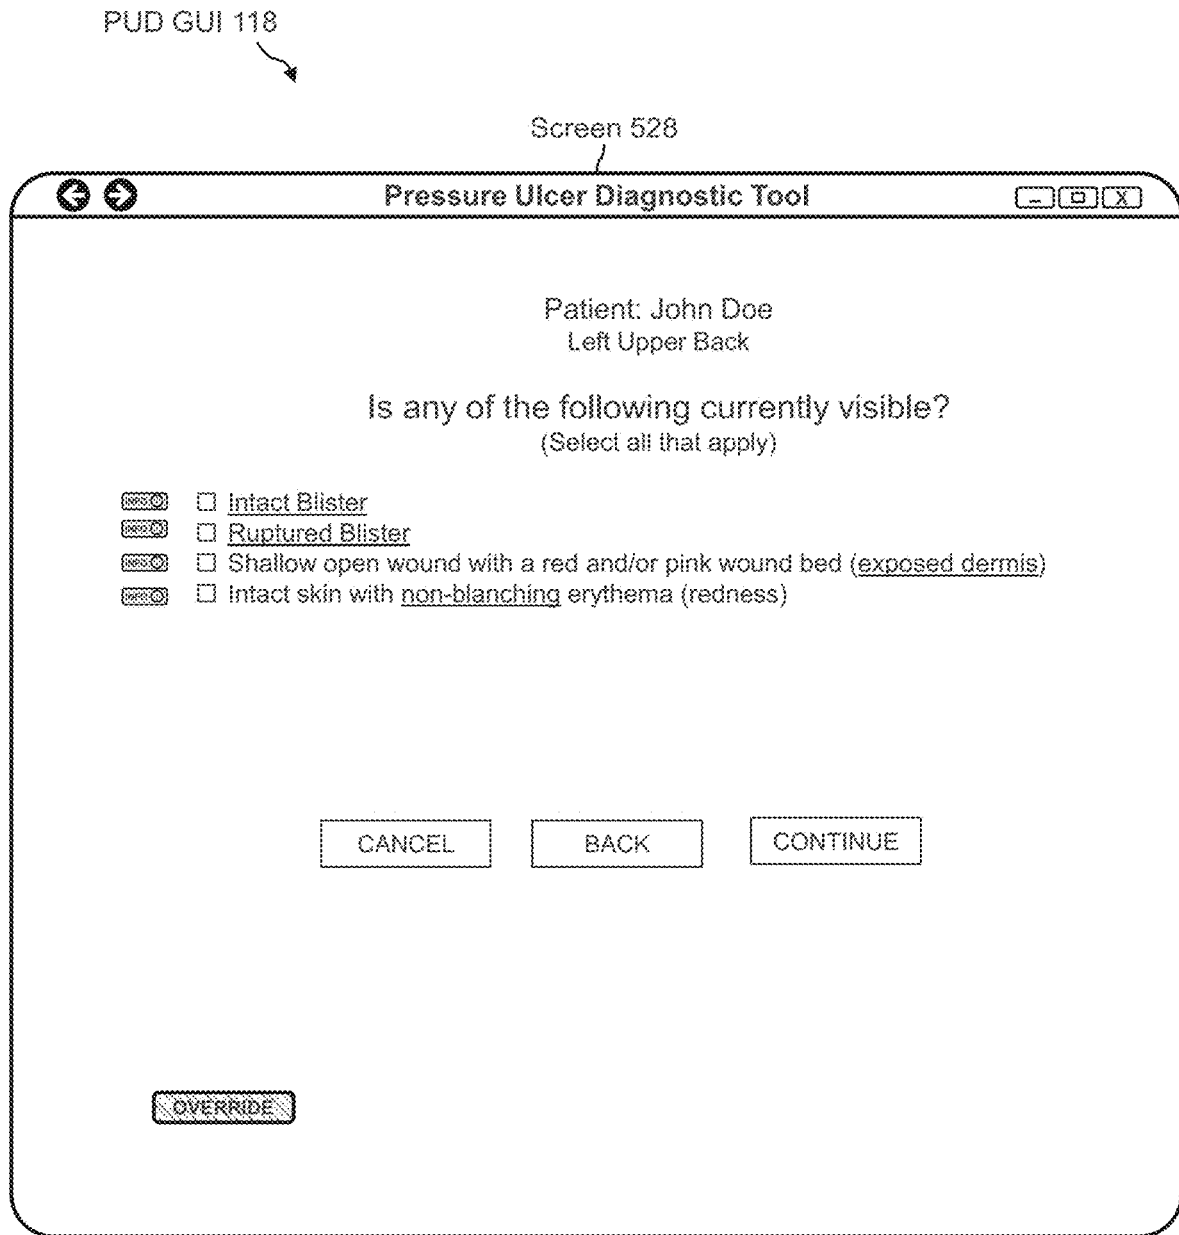 PUD GUI 118
Screen 528
Pressure Ulcer Diagnostic Tool
Patient: John Doe
Left Upper Back
Is any of the following currently visible?
(Select all that apply)
Intact Blister
Ruptured Blister
Shallow open wound with a red and/or pink wound bed (exposed dermis)
Intact skin with non-blanching erythema (redness)
CANCEL BACK CONTINUE
OVERRIDE